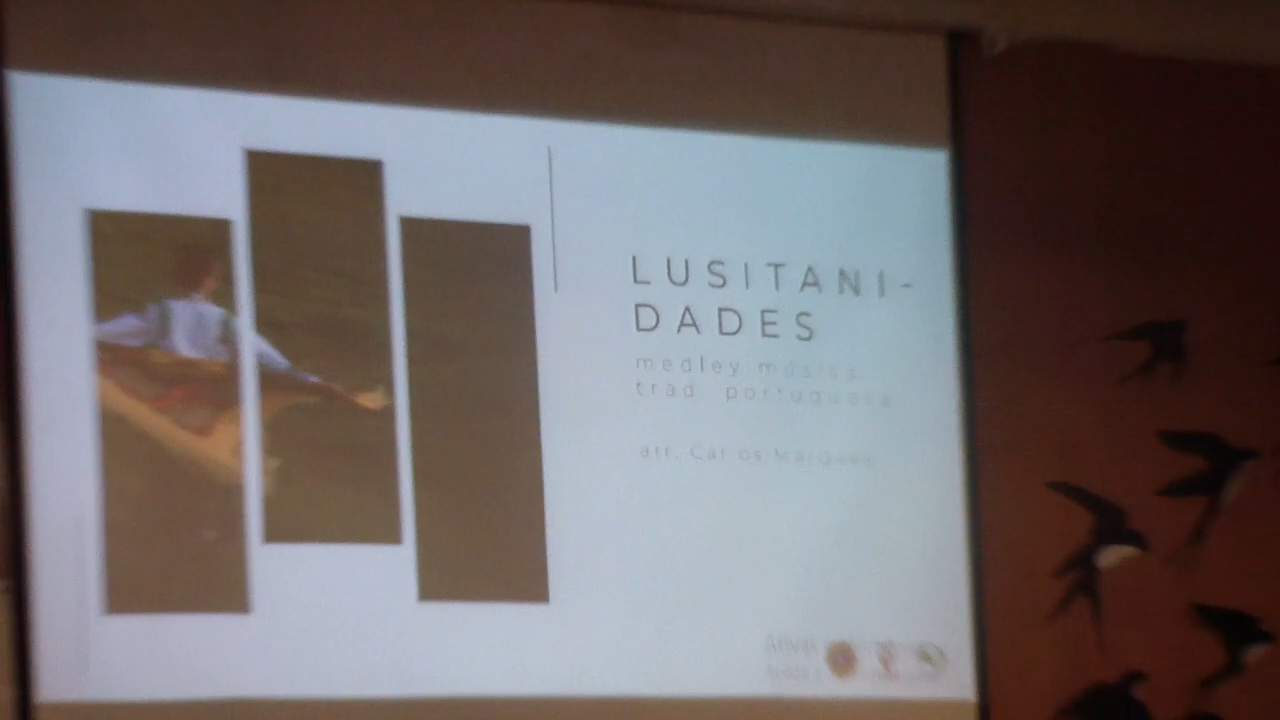 LUSITANI-
DADES
medley música
trad portuguesa
arr. Carlos Marques